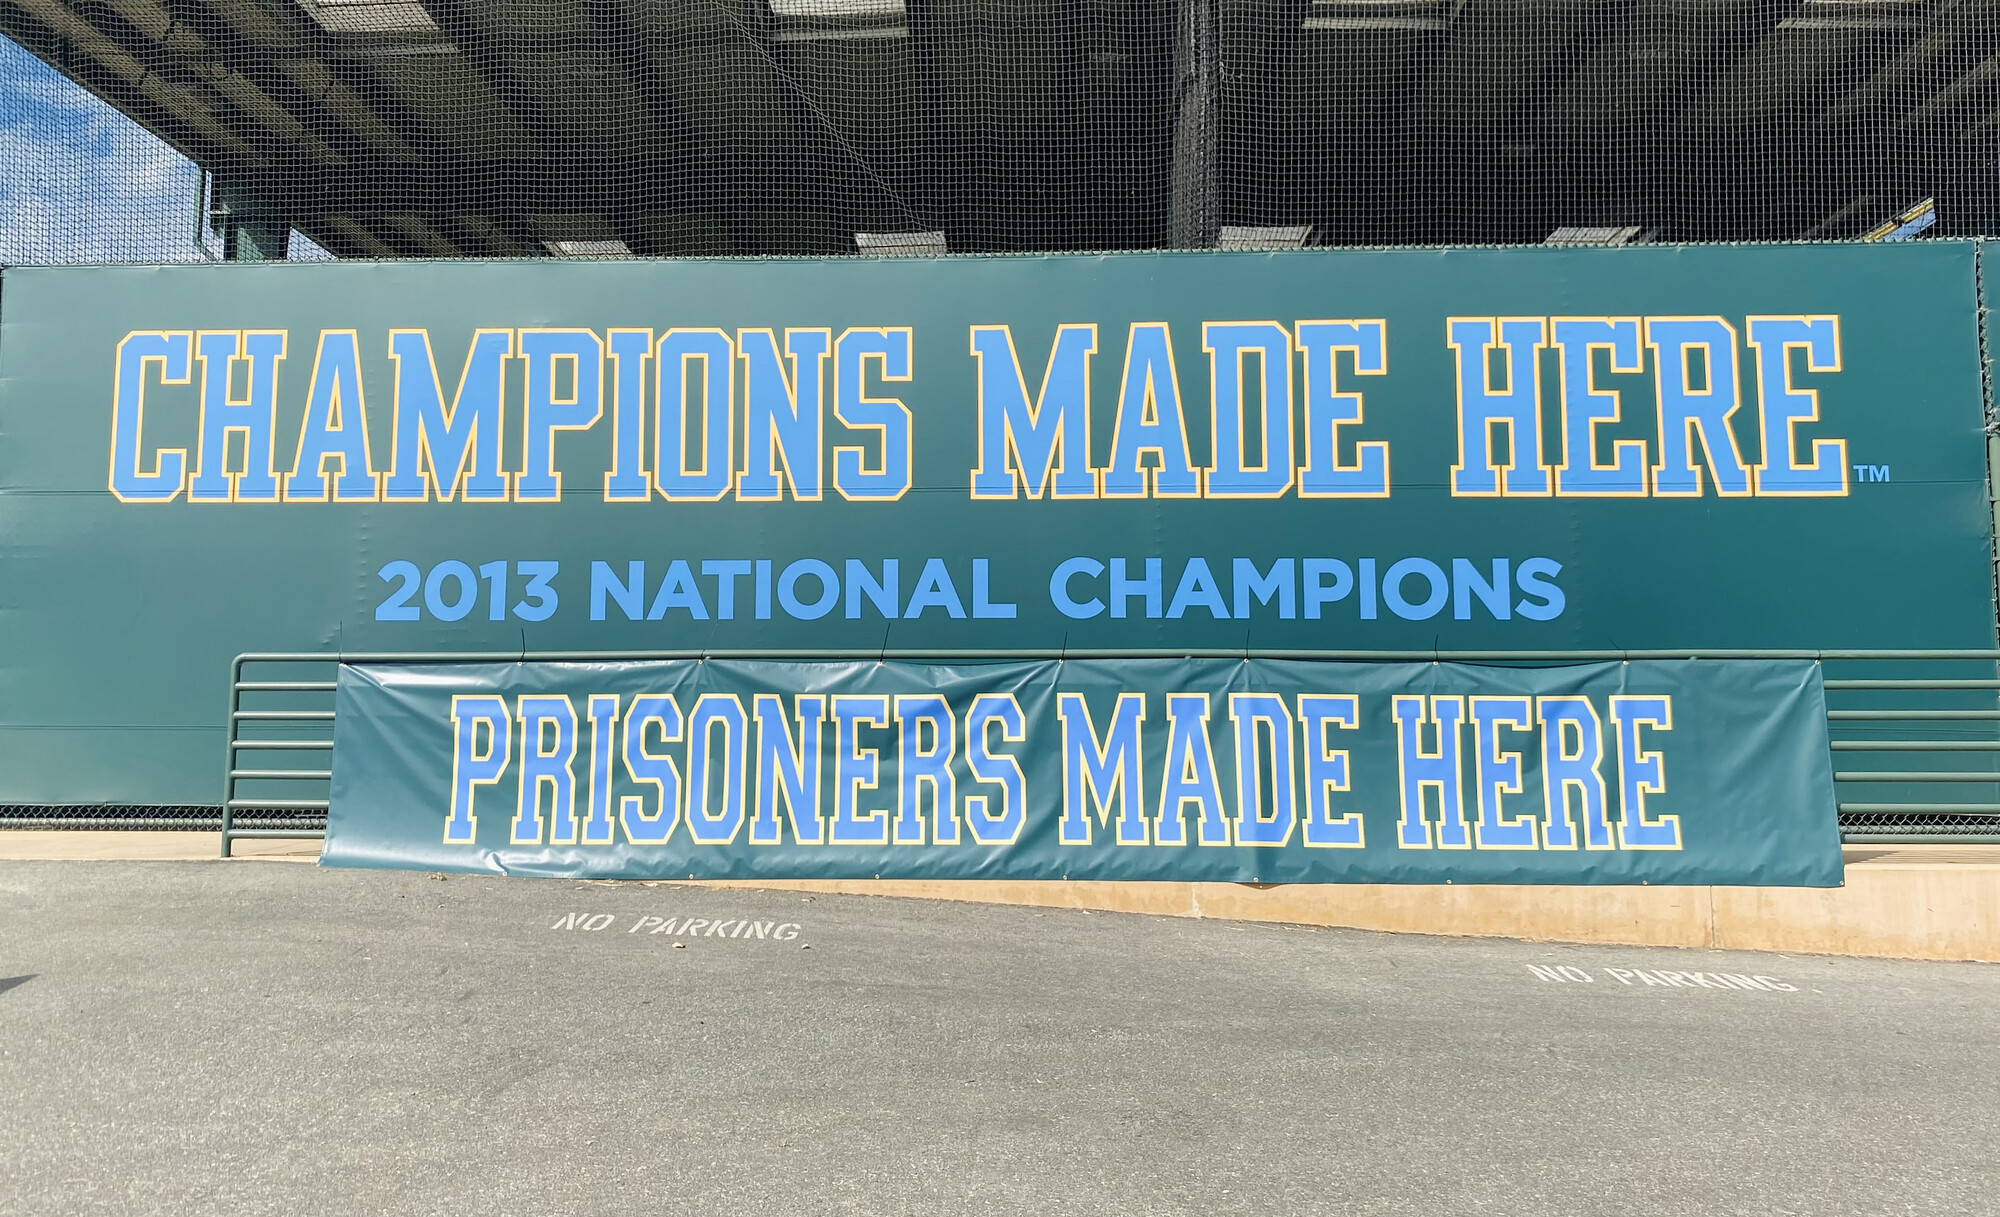 CHAMPIONS MADE HERE™
2013 NATIONAL CHAMPIONS
PRISONERS MADE HERE
NO PARKING
NO PARKING